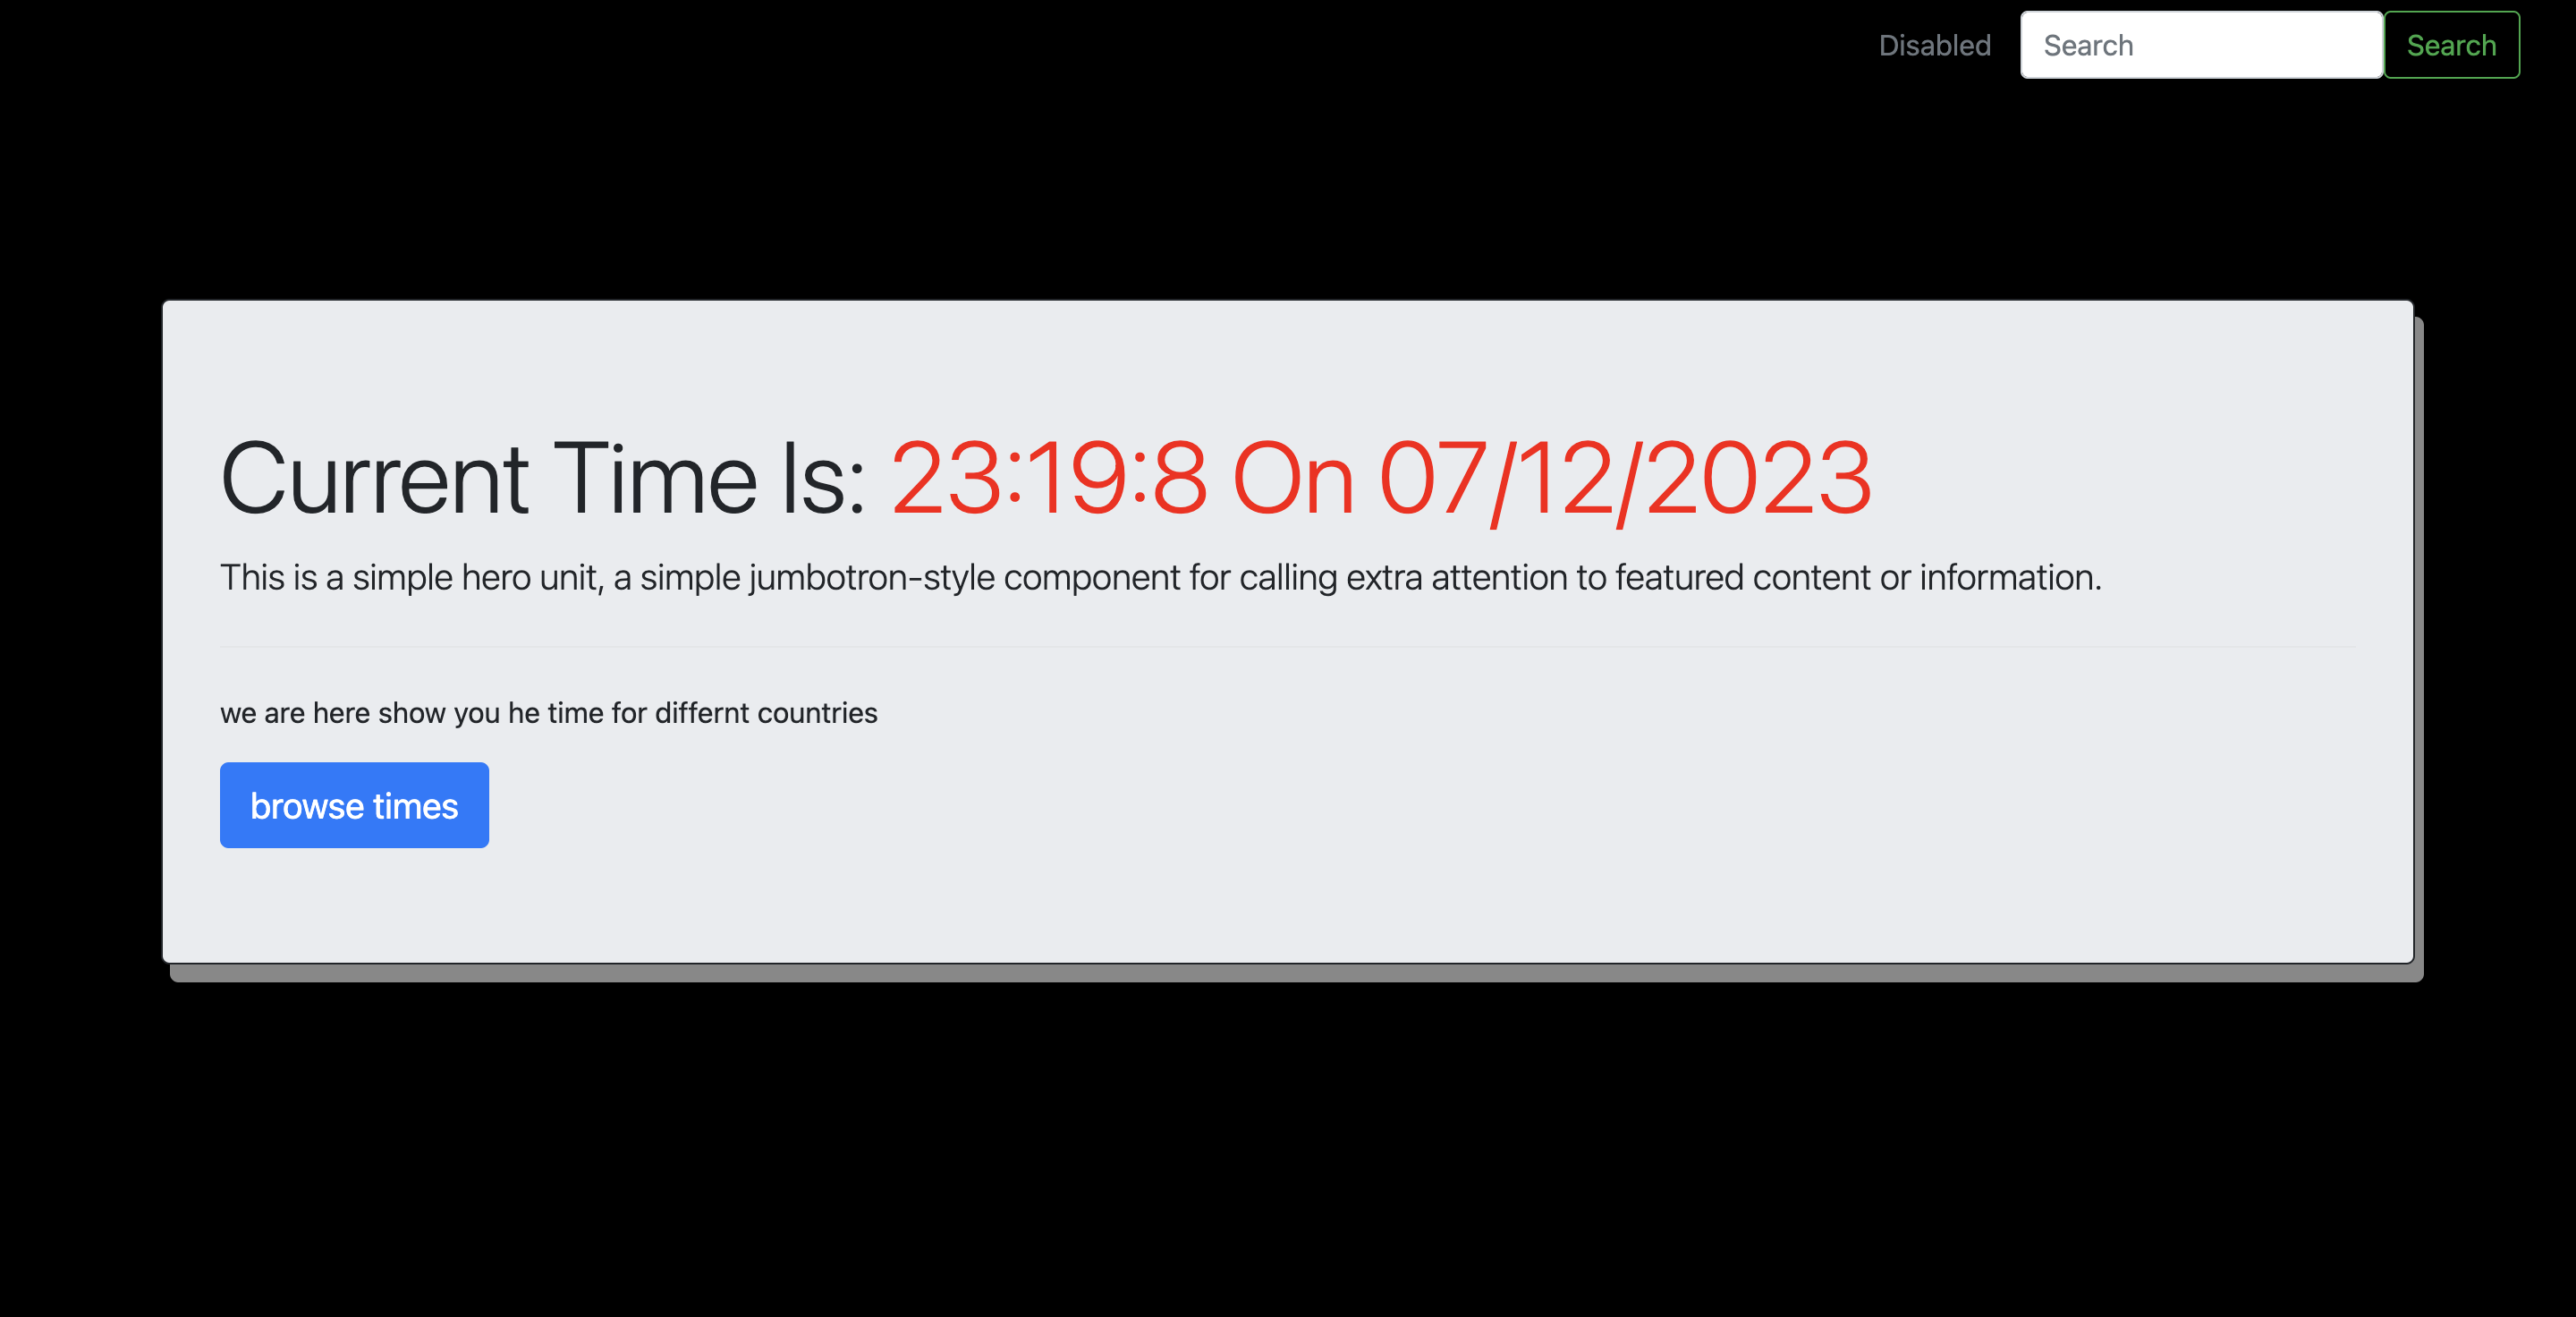 Disabled Search Search
Current Time Is: 23:19:8 On 07/12/2023
This is a simple hero unit, a simple jumbotron-style component for calling extra attention to featured content or information.
we are here show you he time for differnt countries
browse times